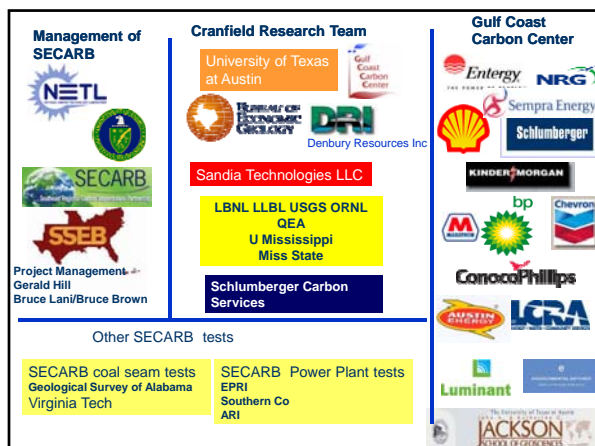 Management of
SECARB
NETL
SECARB
SSEB
Project Management
Gerald Hill
Bruce Lani/Bruce Brown
Cranfield Research Team
University of Texas
at Austin
Gulf
Coast
Carbon
Center
BUREAU OF
ECONOMIC
GEOLOGY
DRI
Denbury Resources Inc
Sandia Technologies LLC
LBNL LLBL USGS ORNL
QEA
U Mississippi
Miss State
Schlumberger Carbon
Services
Gulf Coast
Carbon Center
Entergy
NRG
Sempra Energy
Schlumberger
KINDER MORGAN
bp
Chevron
MARATHON
ConocoPhillips
AUSTIN
ENERGY
LCRA
Luminant
The University of Texas at Austin
JACKSON
SCHOOL OF GEOSCIENCES
Other SECARB tests
SECARB coal seam tests
Geological Survey of Alabama
Virginia Tech
SECARB Power Plant tests
EPRI
Southern Co
ARI